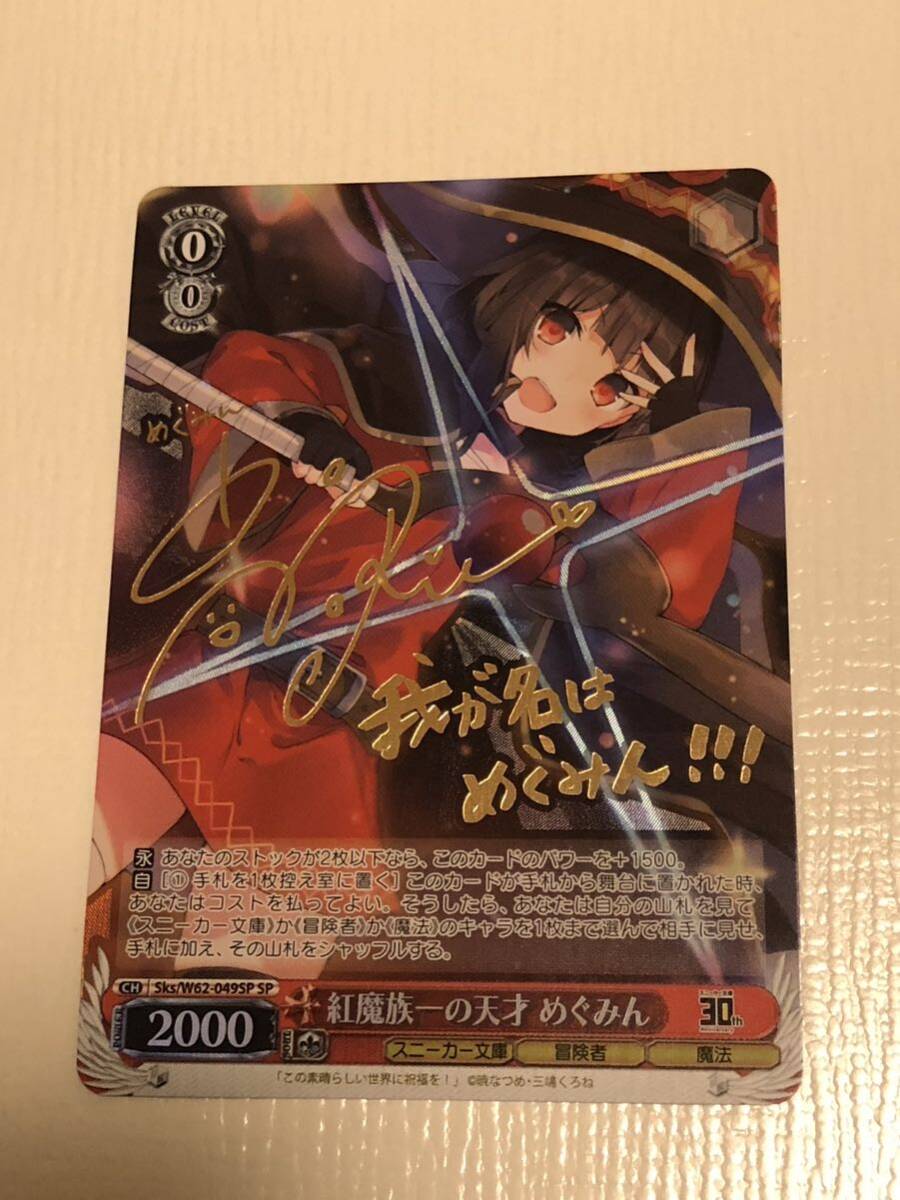 LEVEL
0
0
COST
めぐみん
Rie
我が名は
めぐみん!!!
永 あなたのストックが2枚以下なら、このカードのパワーを+1500。
自 [① 手札を1枚控え室に置く] このカードが手札から舞台に置かれた時、
あなたはコストを払ってよい。そうしたら、あなたは自分の山札を見て
《スニーカー文庫》か《冒険者》か《魔法》のキャラを1枚まで選んで相手に見せ、
手札に加え、その山札をシャッフルする。
CH Sks/W62-049SP SP
紅魔族一の天才 めぐみん
30th
POWER 2000
SOUL
スニーカー文庫 冒険者 魔法
「この素晴らしい世界に祝福を!」©暁なつめ・三嶋くろね